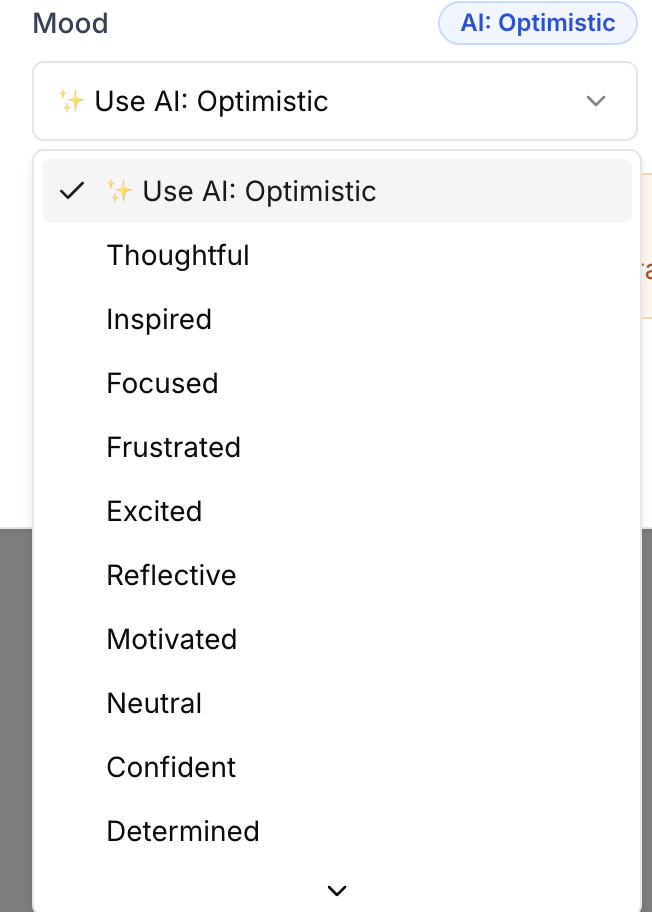 Mood
AI: Optimistic
✨ Use AI: Optimistic
✨ Use AI: Optimistic
Thoughtful
Inspired
Focused
Frustrated
Excited
Reflective
Motivated
Neutral
Confident
Determined